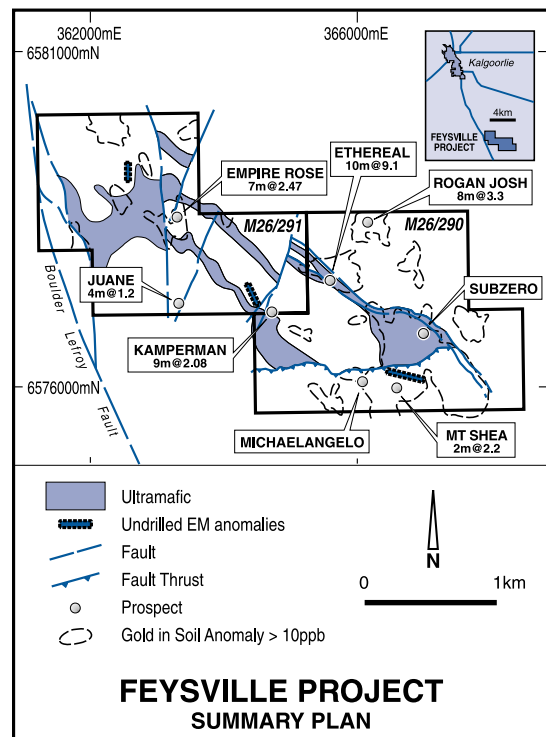 362000mE
366000mE
6581000mN
Kalgoorlie
4km
FEYSVILLE
PROJECT
ETHEREAL
10m@9.1
EMPIRE ROSE
7m@2.47
ROGAN JOSH
8m@3.3
M26/291
M26/290
JUANE
4m@1.2
SUBZERO
Boulder Lefroy Fault
KAMPERMAN
9m@2.08
6576000mN
MICHAELANGELO
MT SHEA
2m@2.2
Ultramafic
Undrilled EM anomalies
Fault
Fault Thrust
Prospect
Gold in Soil Anomaly > 10ppb
N
0
1km
FEYSVILLE PROJECT
SUMMARY PLAN